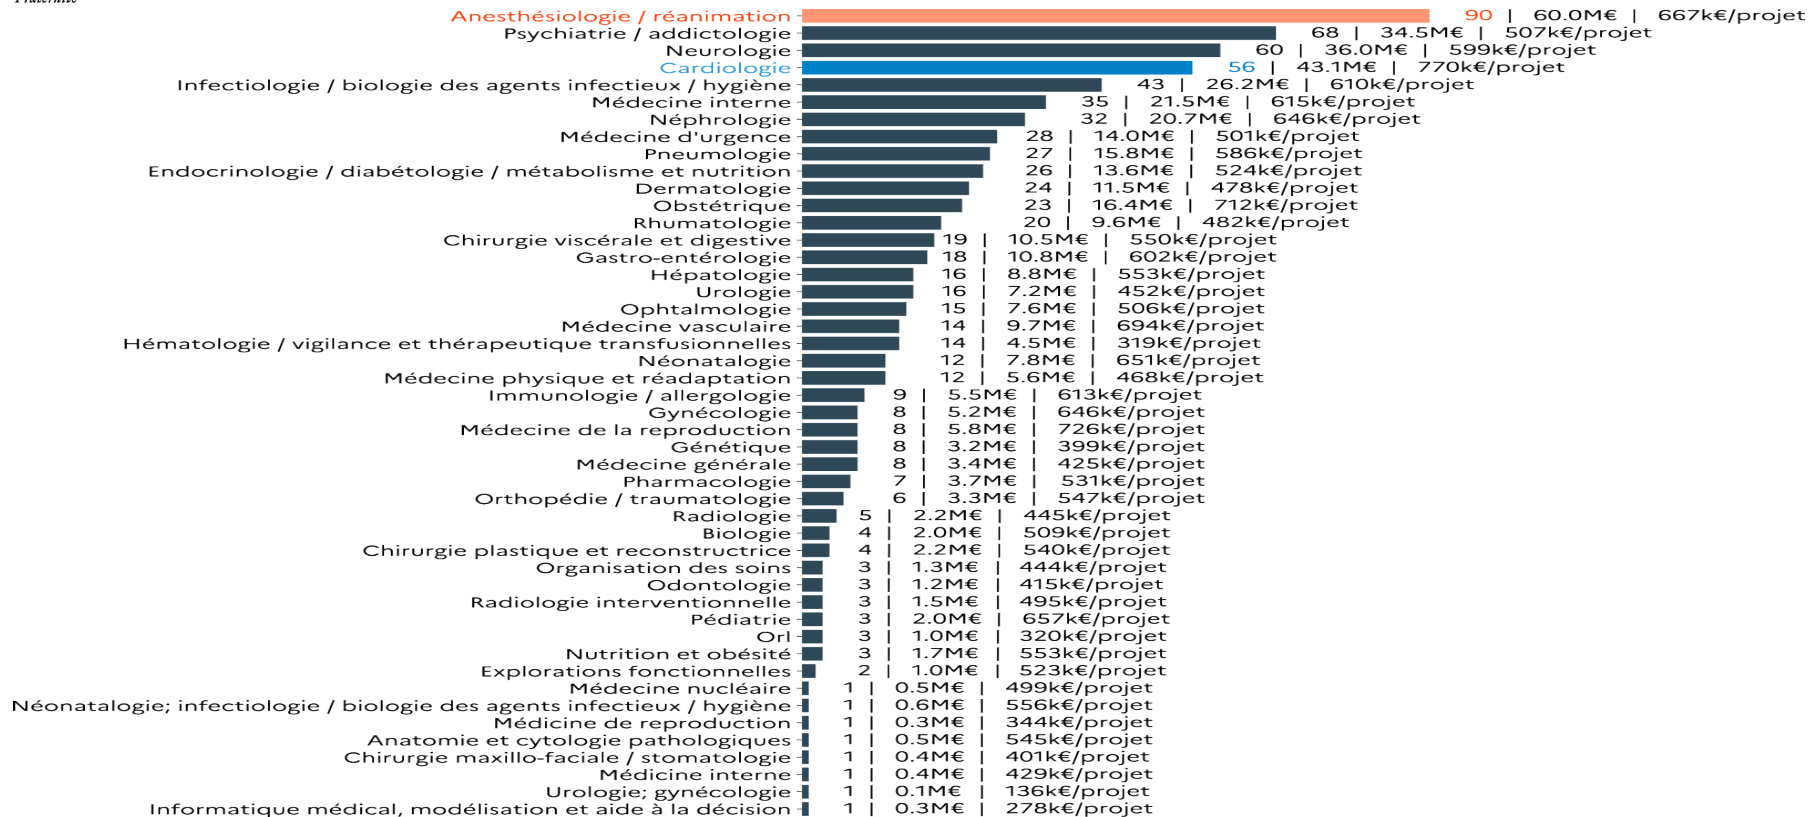 Fraternité
Anesthésiologie / réanimation 90 | 60.0M€ | 667k€/projet
Psychiatrie / addictologie 68 | 34.5M€ | 507k€/projet
Neurologie 60 | 36.0M€ | 599k€/projet
Cardiologie 56 | 43.1M€ | 770k€/projet
Infectiologie / biologie des agents infectieux / hygiène 43 | 26.2M€ | 610k€/projet
Médecine interne 35 | 21.5M€ | 615k€/projet
Néphrologie 32 | 20.7M€ | 646k€/projet
Médecine d'urgence 28 | 14.0M€ | 501k€/projet
Pneumologie 27 | 15.8M€ | 586k€/projet
Endocrinologie / diabétologie / métabolisme et nutrition 26 | 13.6M€ | 524k€/projet
Dermatologie 24 | 11.5M€ | 478k€/projet
Obstétrique 23 | 16.4M€ | 712k€/projet
Rhumatologie 20 | 9.6M€ | 482k€/projet
Chirurgie viscérale et digestive 19 | 10.5M€ | 550k€/projet
Gastro-entérologie 18 | 10.8M€ | 602k€/projet
Hépatologie 16 | 8.8M€ | 553k€/projet
Urologie 16 | 7.2M€ | 452k€/projet
Ophtalmologie 15 | 7.6M€ | 506k€/projet
Médecine vasculaire 14 | 9.7M€ | 694k€/projet
Hématologie / vigilance et thérapeutique transfusionnelles 14 | 4.5M€ | 319k€/projet
Néonatalogie 12 | 7.8M€ | 651k€/projet
Médecine physique et réadaptation 12 | 5.6M€ | 468k€/projet
Immunologie / allergologie 9 | 5.5M€ | 613k€/projet
Gynécologie 8 | 5.2M€ | 646k€/projet
Médecine de la reproduction 8 | 5.8M€ | 726k€/projet
Génétique 8 | 3.2M€ | 399k€/projet
Médecine générale 8 | 3.4M€ | 425k€/projet
Pharmacologie 7 | 3.7M€ | 531k€/projet
Orthopédie / traumatologie 6 | 3.3M€ | 547k€/projet
Radiologie 5 | 2.2M€ | 445k€/projet
Biologie 4 | 2.0M€ | 509k€/projet
Chirurgie plastique et reconstructrice 4 | 2.2M€ | 540k€/projet
Organisation des soins 3 | 1.3M€ | 444k€/projet
Odontologie 3 | 1.2M€ | 415k€/projet
Radiologie interventionnelle 3 | 1.5M€ | 495k€/projet
Pédiatrie 3 | 2.0M€ | 657k€/projet
Orl 3 | 1.0M€ | 320k€/projet
Nutrition et obésité 3 | 1.7M€ | 553k€/projet
Explorations fonctionnelles 2 | 1.0M€ | 523k€/projet
Médecine nucléaire 1 | 0.5M€ | 499k€/projet
Néonatalogie; infectiologie / biologie des agents infectieux / hygiène 1 | 0.6M€ | 556k€/projet
Médicine de reproduction 1 | 0.3M€ | 344k€/projet
Anatomie et cytologie pathologiques 1 | 0.5M€ | 545k€/projet
Chirurgie maxillo-faciale / stomatologie 1 | 0.4M€ | 401k€/projet
Médicine interne 1 | 0.4M€ | 429k€/projet
Urologie; gynécologie 1 | 0.1M€ | 136k€/projet
Informatique médical, modélisation et aide à la décision 1 | 0.3M€ | 278k€/projet